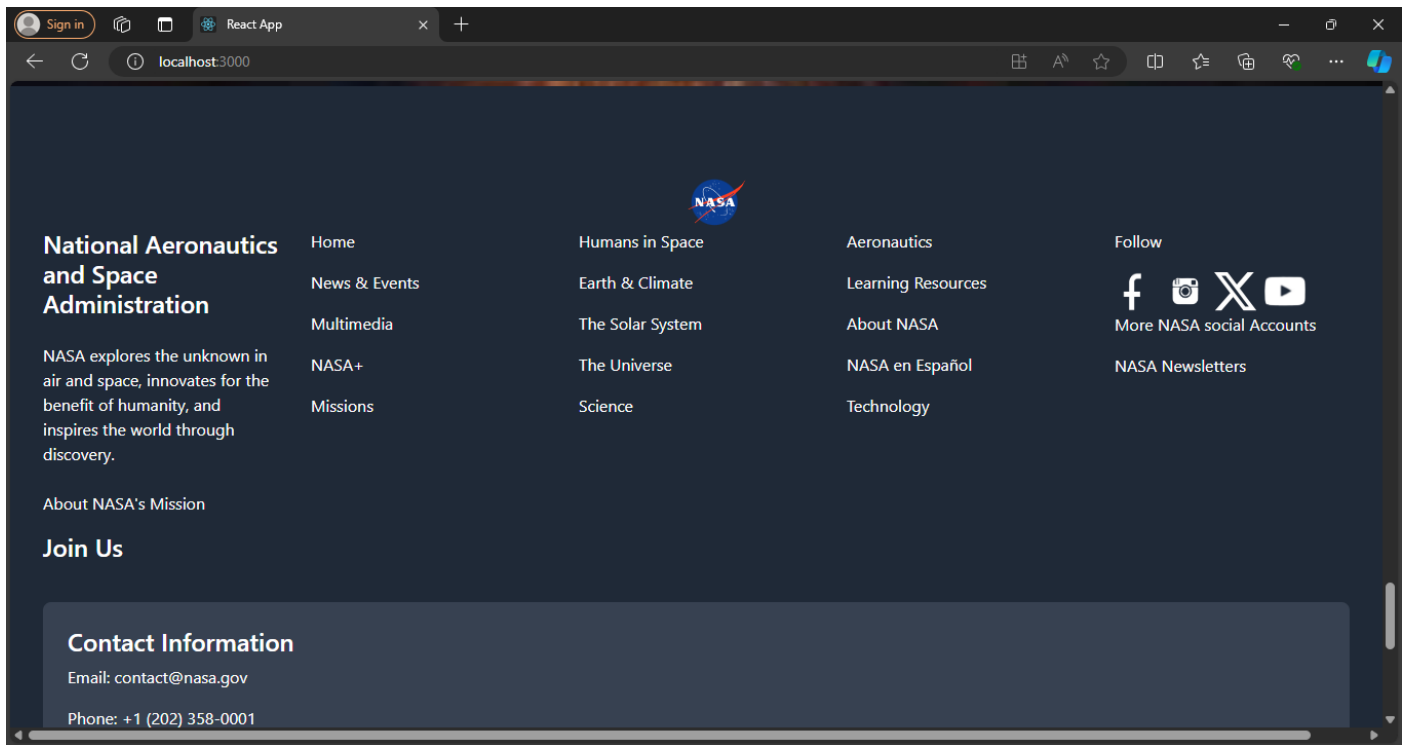 Sign in
React App
localhost:3000
NASA
National Aeronautics
and Space
Administration
NASA explores the unknown in
air and space, innovates for the
benefit of humanity, and
inspires the world through
discovery.
About NASA's Mission
Join Us
Home
News & Events
Multimedia
NASA+
Missions
Humans in Space
Earth & Climate
The Solar System
The Universe
Science
Aeronautics
Learning Resources
About NASA
NASA en Español
Technology
Follow
More NASA social Accounts
NASA Newsletters
Contact Information
Email: contact@nasa.gov
Phone: +1 (202) 358-0001